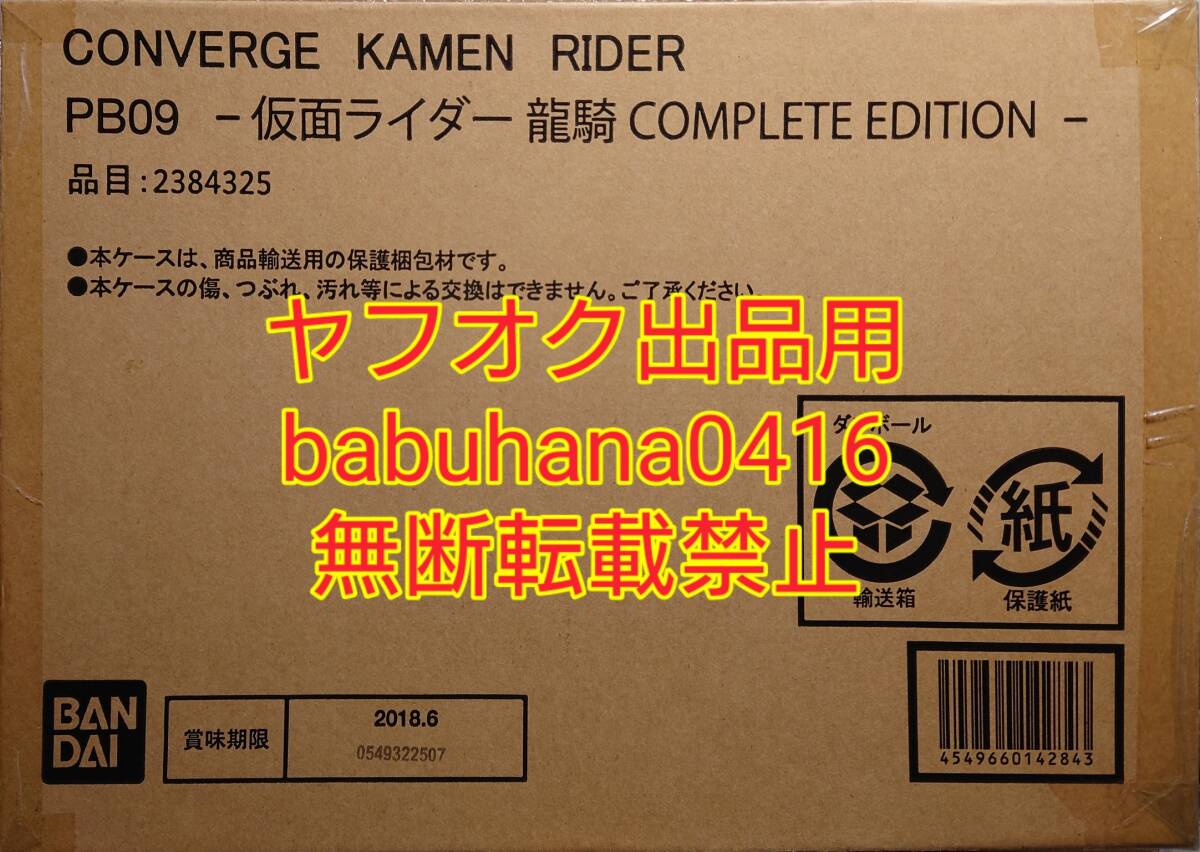 CONVERGE KAMEN RIDER
PB09 -仮面ライダー 龍騎 COMPLETE EDITION -
品目:2384325
●本ケースは、商品輸送用の保護梱包材です。
●本ケースの傷、つぶれ、汚れ等による交換はできません。ご了承ください。
ヤフオク出品用
babuhana0416
無断転載禁止
ダンボール
紙
輸送箱
保護紙
BAN
DAI
賞味期限
2018.6
0549322507
4549660142843